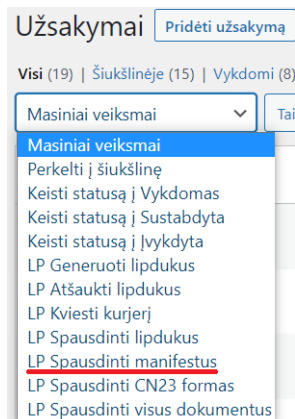 Užsakymai Pridėti užsakymą
Visi (19) | Šiukšlinėje (15) | Vykdomi (8)
Masiniai veiksmai
Masiniai veiksmai
Perkelti į šiukšlinę
Keisti statusą į Vykdomas
Keisti statusą į Sustabdyta
Keisti statusą į Įvykdyta
LP Generuoti lipdukus
LP Atšaukti lipdukus
LP Kviesti kurjerį
LP Spausdinti lipdukus
LP Spausdinti manifestus
LP Spausdinti CN23 formas
LP Spausdinti visus dokumentus